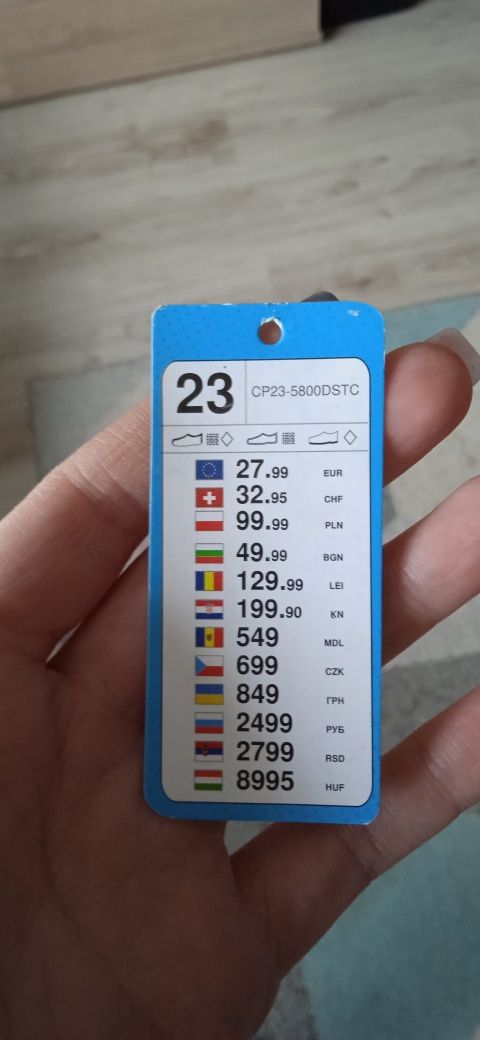 23 CP23-5800DSTC
27.99 EUR
32.95 CHF
99.99 PLN
49.99 BGN
129.99 LEI
199.90 KN
549 MDL
699 CZK
849 ГРН
2499 РУБ
2799 RSD
8995 HUF